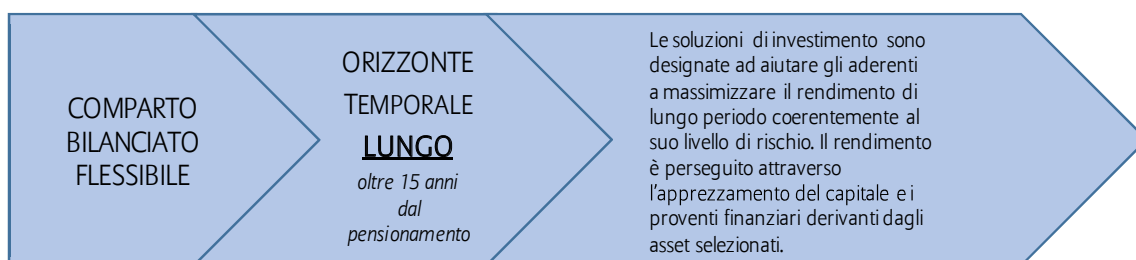 COMPARTO
BILANCIATO
FLESSIBILE
ORIZZONTE
TEMPORALE
LUNGO
oltre 15 anni
dal
pensionamento
Le soluzioni di investimento sono
designate ad aiutare gli aderenti
a massimizzare il rendimento di
lungo periodo coerentemente al
suo livello di rischio. Il rendimento
è perseguito attraverso
l’apprezzamento del capitale e i
proventi finanziari derivanti dagli
asset selezionati.